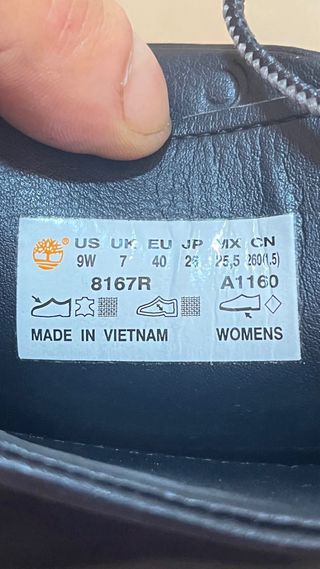 US UK EU JP MX CN
9W 7 40 26 25,5 260(1.5)
8167R A1160
MADE IN VIETNAM WOMENS